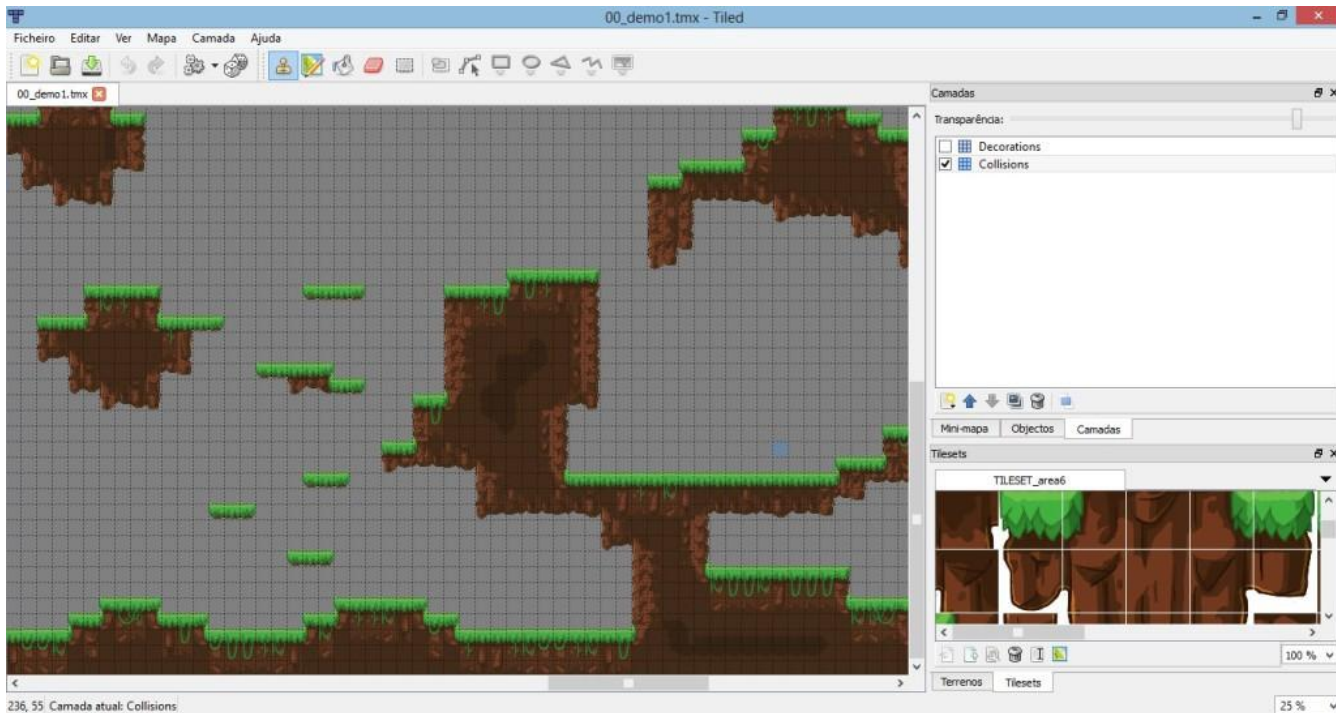 00_demo1.tmx - Tiled
Ficheiro Editar Ver Mapa Camada Ajuda
00_demo1.tmx
Camadas
Transparência:
Decorations
Collisions
Mini-mapa Objectos Camadas
Tilesets
TILESET_area6
100 %
Terrenos Tilesets
236, 55 Camada atual: Collisions
25 %